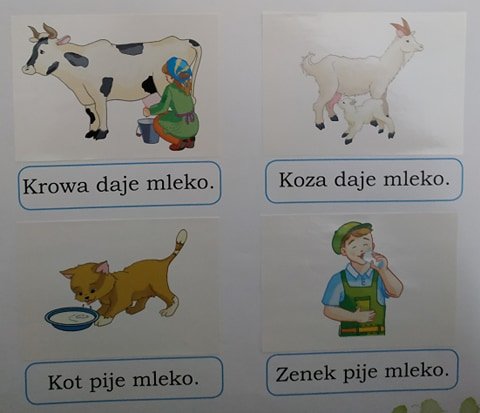 Krowa daje mleko.
Koza daje mleko.
Kot pije mleko.
Zenek pije mleko.